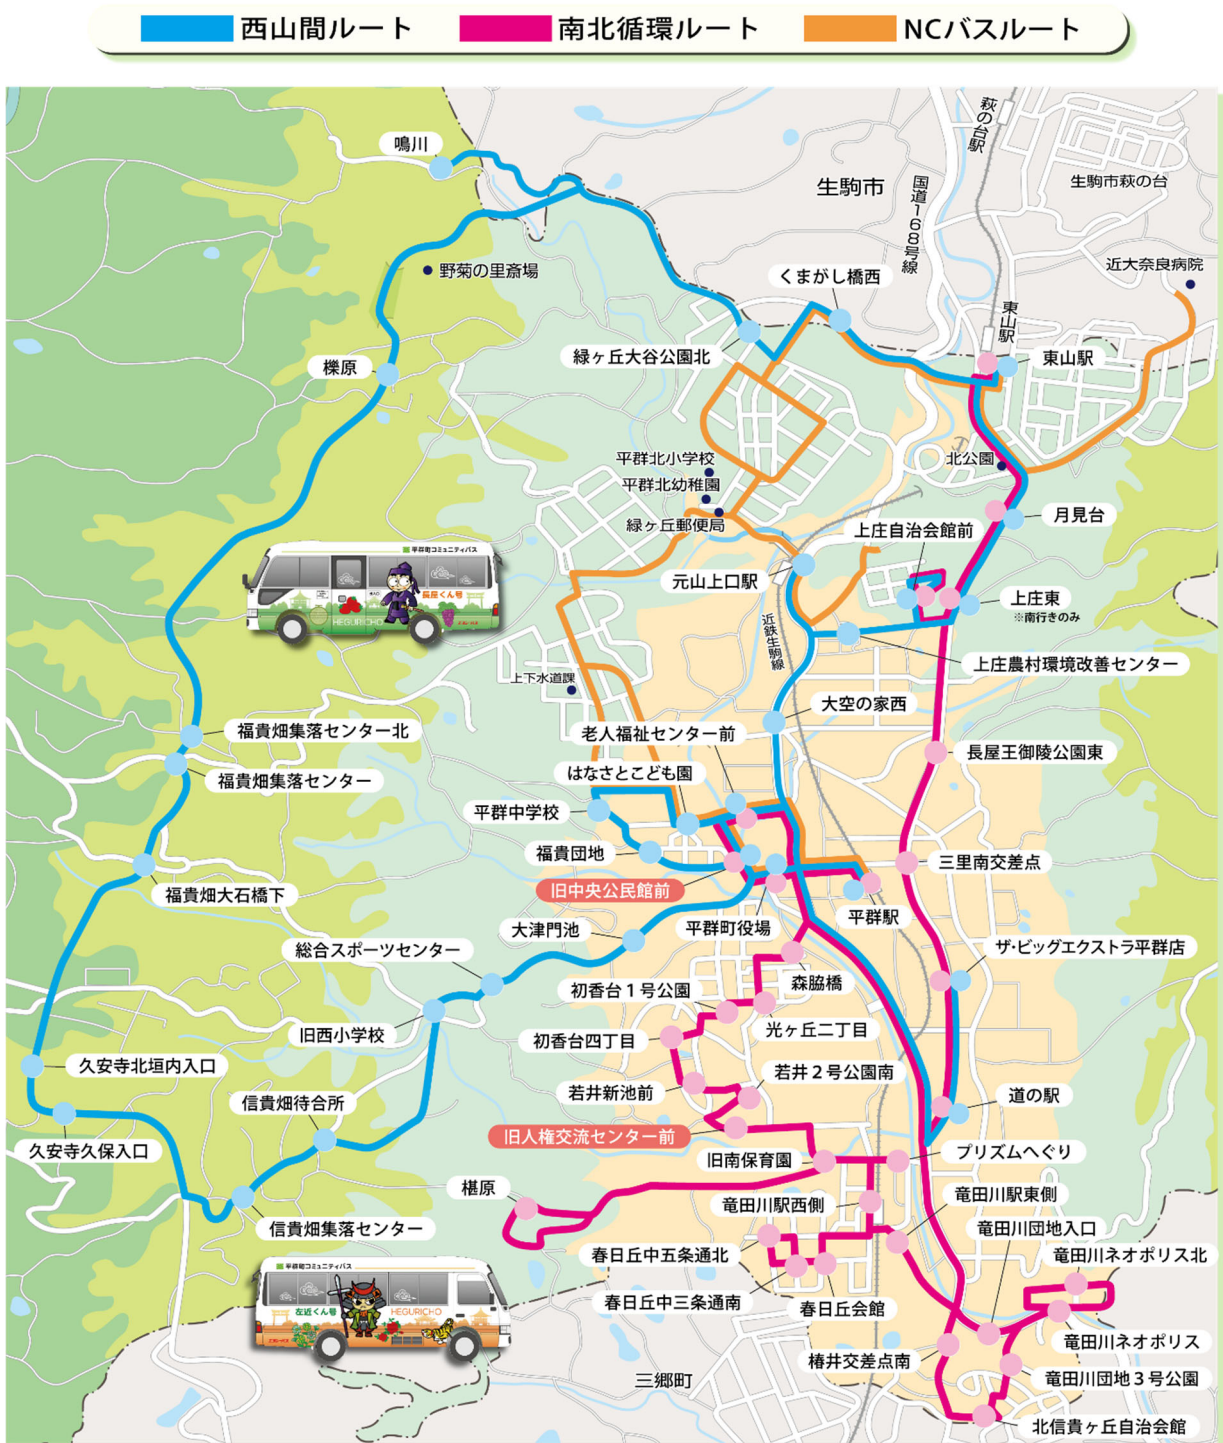 西山間ルート
南北循環ルート
NCバスルート
鳴川
萩の台駅
生駒市
国道168号線
生駒市萩の台
野菊の里斎場
近大奈良病院
くまがし橋西
東山駅
緑ヶ丘大谷公園北
東山駅
櫟原
平群北小学校
北公園
平群北幼稚園
緑ヶ丘郵便局
月見台
上庄自治会館前
平群町コミュニティバス
長屋くん号
HEGURICHO
元山上口駅
上庄東
※南行きのみ
近鉄生駒線
上庄農村環境改善センター
上下水道課
大空の家西
福貴畑集落センター北
老人福祉センター前
長屋王御陵公園東
はなさとこども園
福貴畑集落センター
平群中学校
福貴団地
三里南交差点
福貴畑大石橋下
旧中央公民館前
平群駅
大津門池
平群町役場
総合スポーツセンター
ザ・ビッグエクストラ平群店
森脇橋
初香台1号公園
旧西小学校
光ヶ丘二丁目
初香台四丁目
久安寺北垣内入口
若井新池前
若井2号公園南
信貴畑待合所
道の駅
旧人権交流センター前
久安寺久保入口
旧南保育園
プリズムへぐり
椹原
竜田川駅西側
竜田川駅東側
信貴畑集落センター
竜田川団地入口
春日丘中五条通北
竜田川ネオポリス北
平群町コミュニティバス
左近くん号
HEGURICHO
春日丘中三条通南
春日丘会館
竜田川ネオポリス
椿井交差点南
三郷町
竜田川団地3号公園
北信貴ヶ丘自治会館